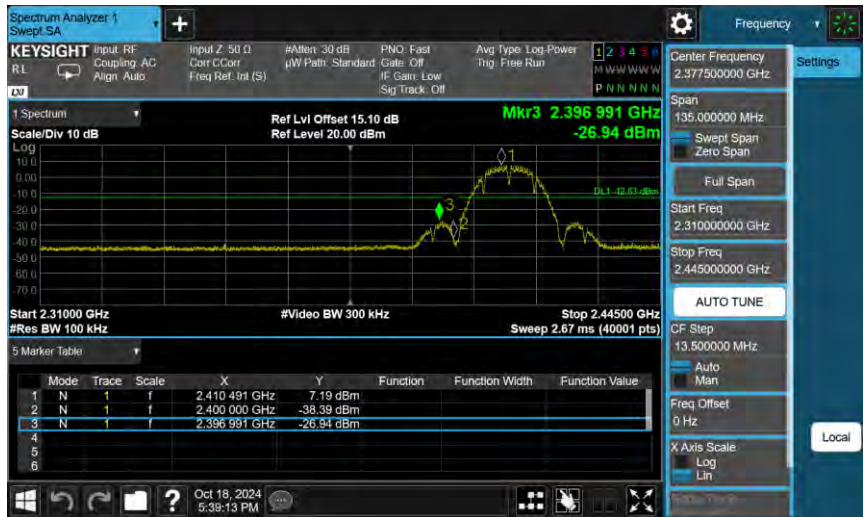 Spectrum Analyzer 1
Swept SA
+
Frequency
KEYSIGHT
RL
LXI
Input: RF
Coupling: AC
Align: Auto
Input Z: 50 Ω
Corr CCorr
Freq Ref: Int (S)
#Atten: 30 dB
µW Path: Standard
PNO: Fast
Gate: Off
IF Gain: Low
Sig Track: Off
Avg Type: Log-Power
Trig: Free Run
1 2 3 4 5 6
M W W W W W
P N N N N N
1 Spectrum
Scale/Div 10 dB
Ref Lvl Offset 15.10 dB
Ref Level 20.00 dBm
Mkr3 2.396 991 GHz
-26.94 dBm
Log
10.0
0.00
-10.0
-20.0
-30.0
-40.0
-50.0
-60.0
-70.0
1
2
3
DL1 -12.63 dBm
Start 2.31000 GHz
#Res BW 100 kHz
#Video BW 300 kHz
Stop 2.44500 GHz
Sweep 2.67 ms (40001 pts)
5 Marker Table
Mode Trace Scale X Y Function Function Width Function Value
1 N 1 f 2.410 491 GHz 7.19 dBm
2 N 1 f 2.400 000 GHz -38.39 dBm
3 N 1 f 2.396 991 GHz -26.94 dBm
4
5
6
Center Frequency
2.377500000 GHz
Settings
Span
135.000000 MHz
Swept Span
Zero Span
Full Span
Start Freq
2.310000000 GHz
Stop Freq
2.445000000 GHz
AUTO TUNE
CF Step
13.500000 MHz
Auto
Man
Freq Offset
0 Hz
X Axis Scale
Log
Lin
Local
?
Oct 18, 2024
5:39:13 PM